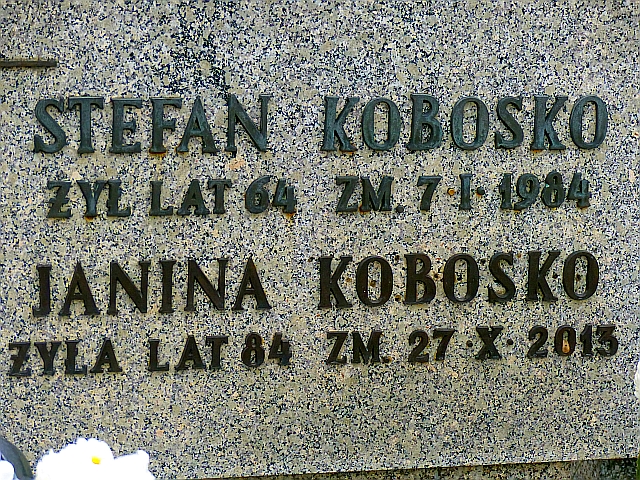 STEFAN KOBOSKO
ŻYŁ LAT 64 ZM. 7·I·1984
JANINA KOBOSKO
ŻYŁA LAT 84 ZM. 27·X·2013